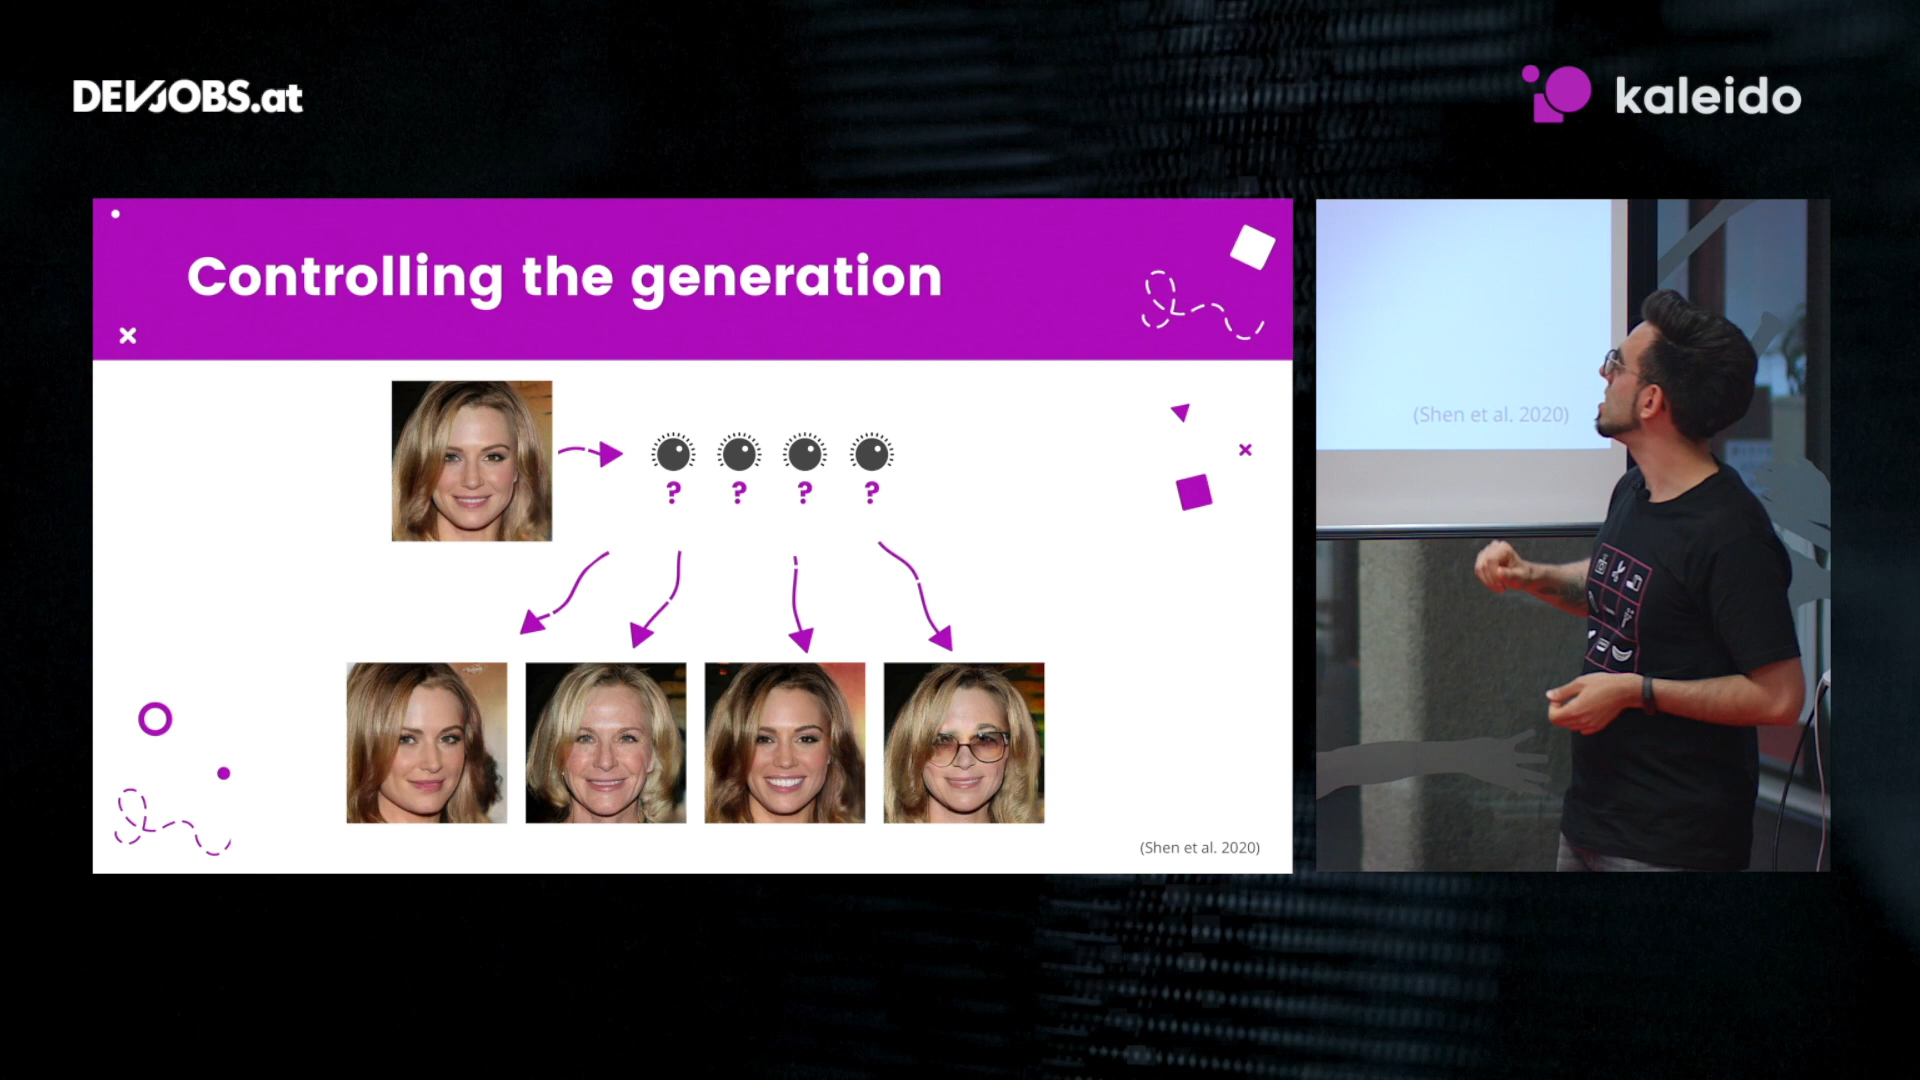 DEVJOBS.at
kaleido
Controlling the generation
? ? ? ?
(Shen et al. 2020)
(Shen et al. 2020)